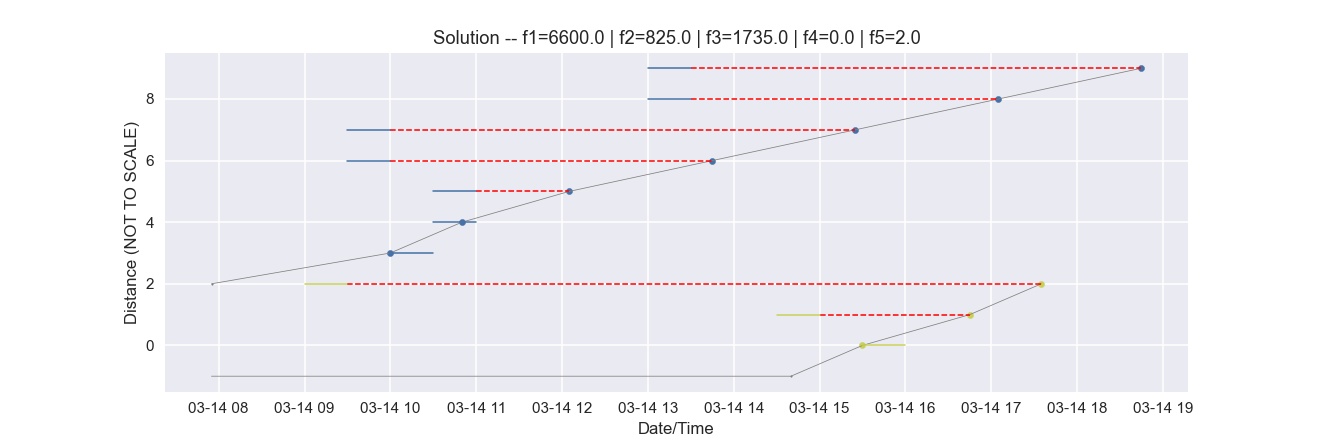 Solution -- f1=6600.0 | f2=825.0 | f3=1735.0 | f4=0.0 | f5=2.0
Distance (NOT TO SCALE)
8
6
4
2
0
03-14 08 03-14 09 03-14 10 03-14 11 03-14 12 03-14 13 03-14 14 03-14 15 03-14 16 03-14 17 03-14 18 03-14 19
Date/Time